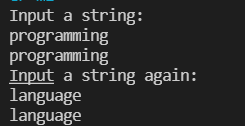 Input a string:
programming
programming
Input a string again:
language
language